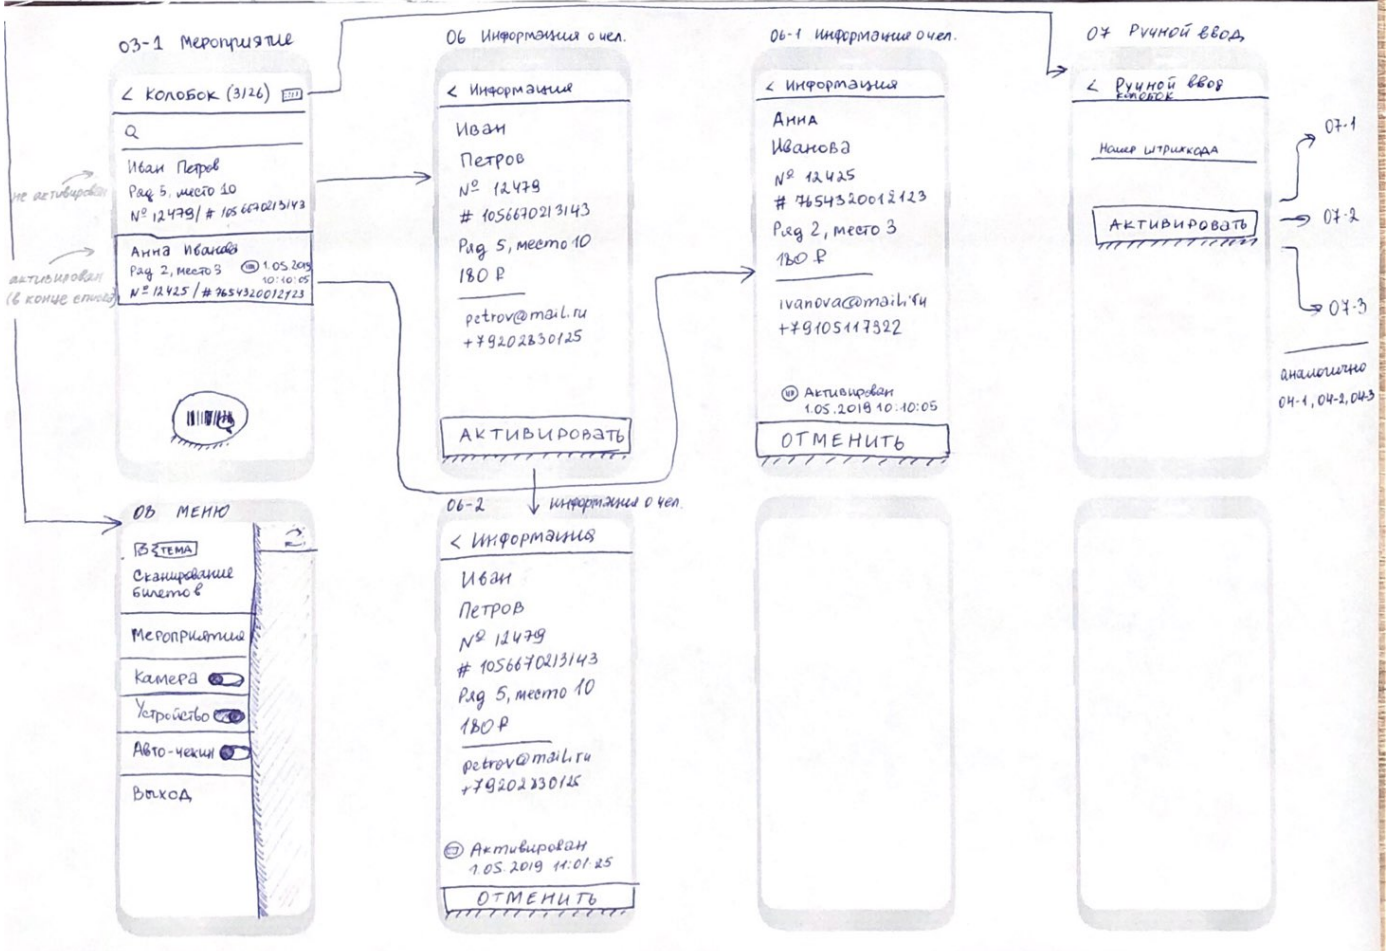 03-1 Мероприятие
< Колобок (3/26)
Q
Иван Петров
Ряд 5, место 10
№ 12479/ # 1056670213143
Анна Иванова
Ряд 2, место 3
1.05.2019
10:10:05
№ 12425 / # 7654320012123
не активирован
активирован
(в конце списка)
06 Информация о чел.
< Информация
Иван
Петров
№ 12479
# 1056670213143
Ряд 5, место 10
180 ₽
petrov@mail.ru
+79202830125
АКТИВИРОВАТЬ
06-1 Информация о чел.
< Информация
Анна
Иванова
№ 12425
# 7654320012123
Ряд 2, место 3
180 ₽
ivanova@mail.ru
+79105117322
Активирован
1.05.2019 10:10:05
ОТМЕНИТЬ
07 Ручной ввод
< Ручной ввод
колобок
Номер штрихкода
АКТИВИРОВАТЬ
07-1
07-2
07-3
аналогично
04-1, 04-2, 04-3
08 МЕНЮ
ТЕМА
Сканирование
билетов
Мероприятия
Камера
Устройство
Авто-чекин
Выход
06-2 Информация о чел.
< Информация
Иван
Петров
№ 12479
# 1056670213143
Ряд 5, место 10
180 ₽
petrov@mail.ru
+79202830125
Активирован
1.05.2019 11:01:25
ОТМЕНИТЬ